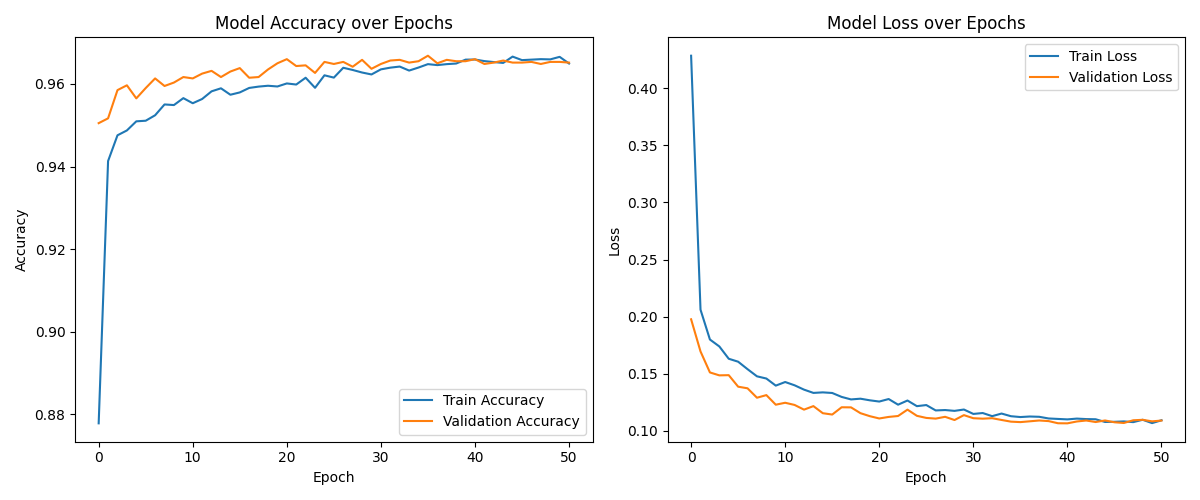 Model Accuracy over Epochs
Accuracy
0.96
0.94
0.92
0.90
0.88
0 10 20 30 40 50
Epoch
Train Accuracy
Validation Accuracy
Model Loss over Epochs
Loss
0.40
0.35
0.30
0.25
0.20
0.15
0.10
0 10 20 30 40 50
Epoch
Train Loss
Validation Loss